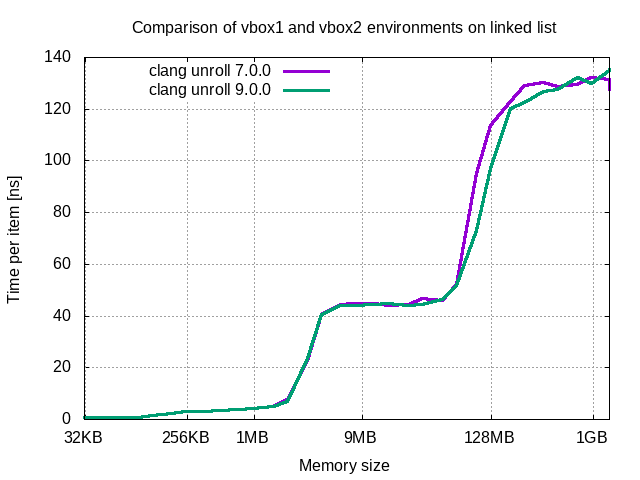 Comparison of vbox1 and vbox2 environments on linked list
clang unroll 7.0.0
clang unroll 9.0.0
Time per item [ns]
140
120
100
80
60
40
20
0
32KB 256KB 1MB 9MB 128MB 1GB
Memory size